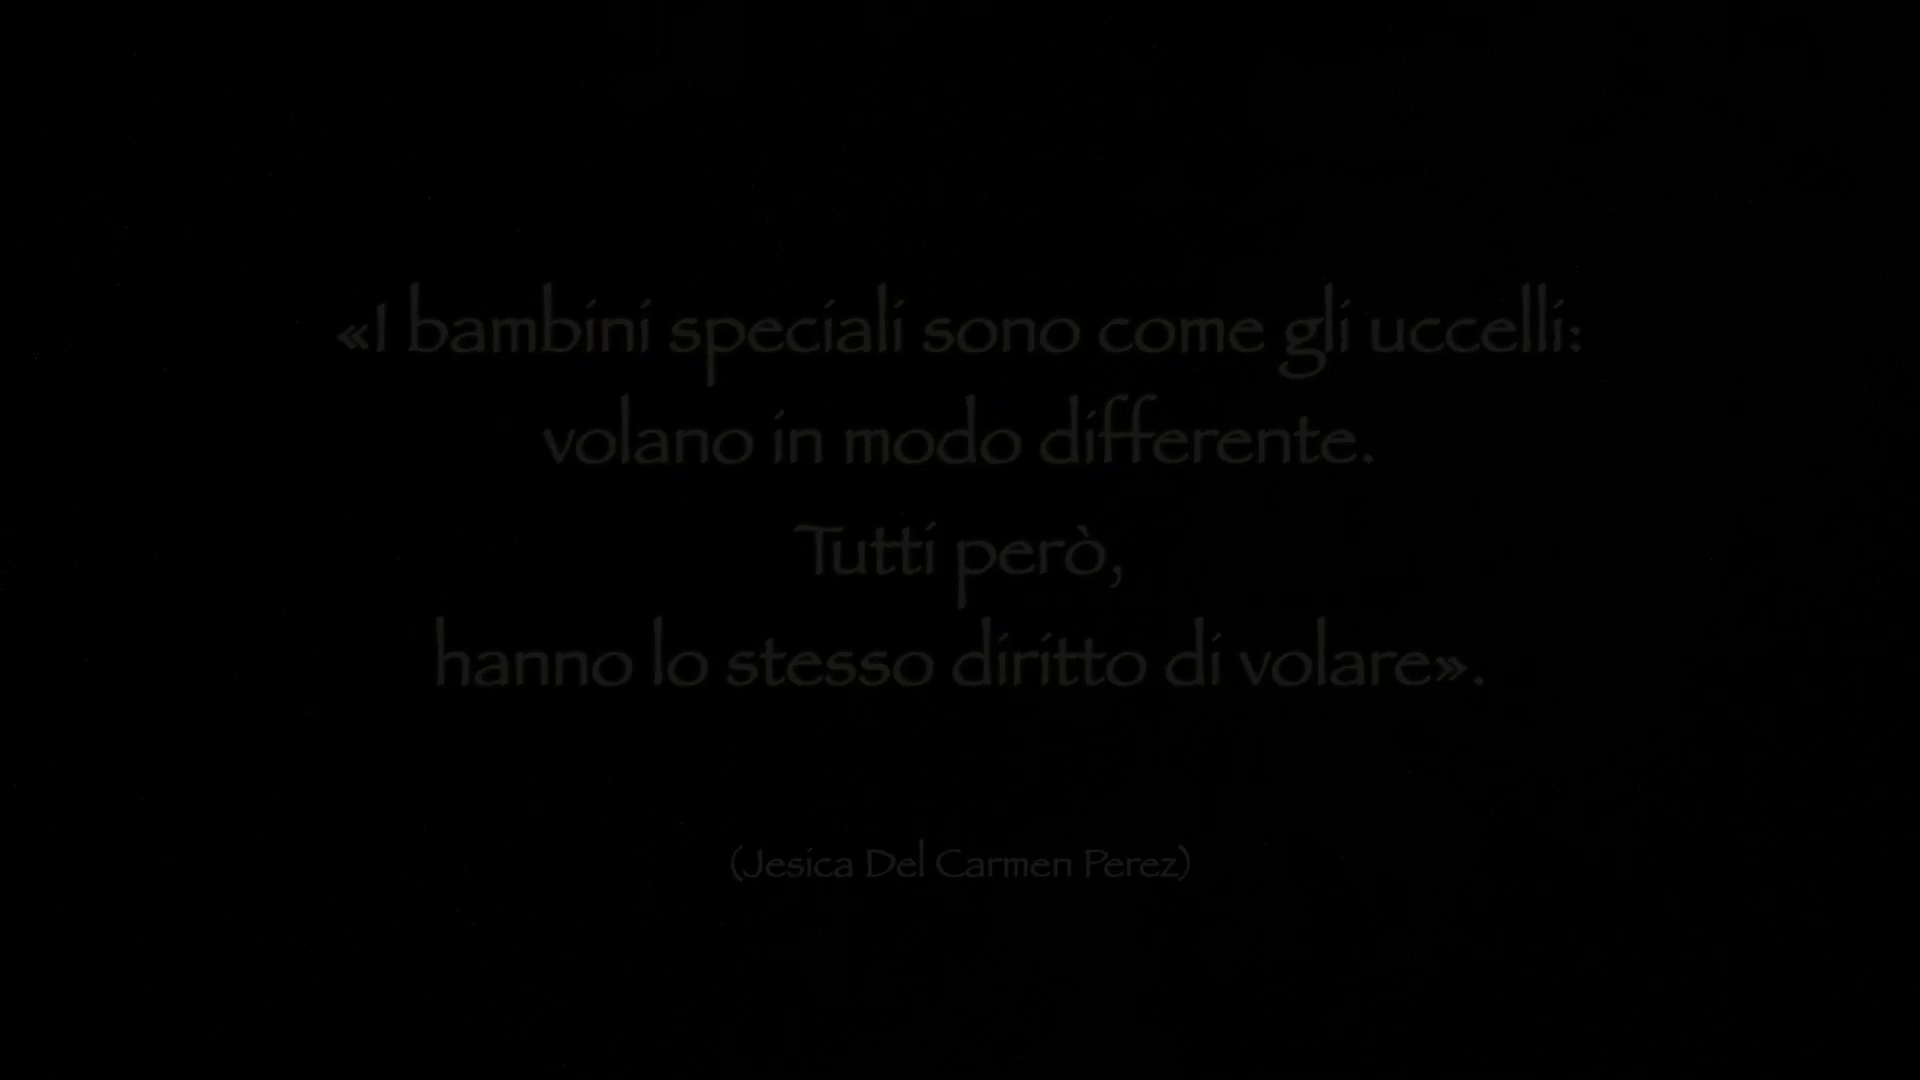 «I bambini speciali sono come gli uccelli:
volano in modo differente.
Tutti però,
hanno lo stesso diritto di volare».
(Jesica Del Carmen Perez)